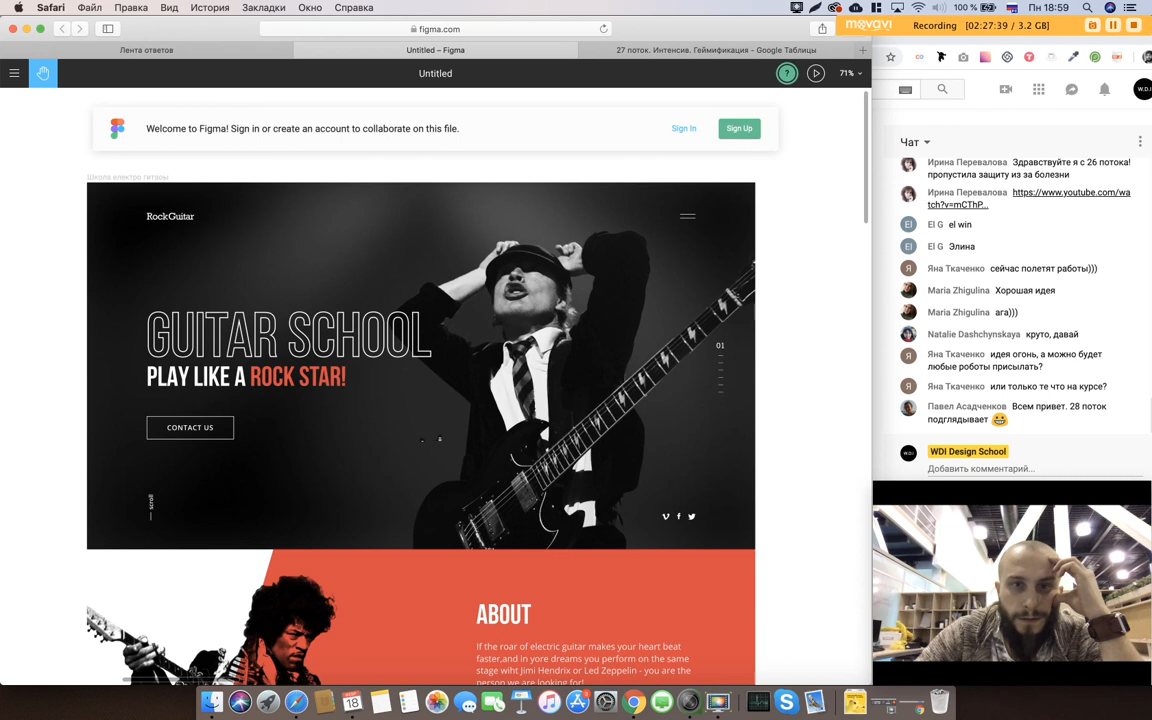 Safari Файл Правка Вид История Закладки Окно Справка
100 % Пн 18:59
movavi Recording [02:27:39 / 3.2 GB]
figma.com
Лента ответов
Untitled – Figma
27 поток. Интенсив. Геймификация - Google Таблицы
Untitled
?
71%
Welcome to Figma! Sign in or create an account to collaborate on this file.
Sign In
Sign Up
Школа електро гитары
RockGuitar
GUITAR SCHOOL
PLAY LIKE A ROCK STAR!
CONTACT US
01
scroll
ABOUT
If the roar of electric guitar makes your heart beat
faster,and in yore dreams you perform on the same
stage wiht Jimi Hendrix or Led Zeppelin - you are the
person we are looking for!
Чат
Ирина Перевалова Здравствуйте я с 26 потока!
пропустила защиту из за болезни
Ирина Перевалова https://www.youtube.com/wa
tch?v=mCThP...
El G el win
El G Элина
Яна Ткаченко сейчас полетят работы)))
Maria Zhigulina Хорошая идея
Maria Zhigulina ага)))
Natalie Dashchynskaya круто, давай
Яна Ткаченко идея огонь, а можно будет
любые роботы присылать?
Яна Ткаченко или только те что на курсе?
Павел Асадченков Всем привет. 28 поток
подглядывает
WDI Design School
Добавить комментарий...
18